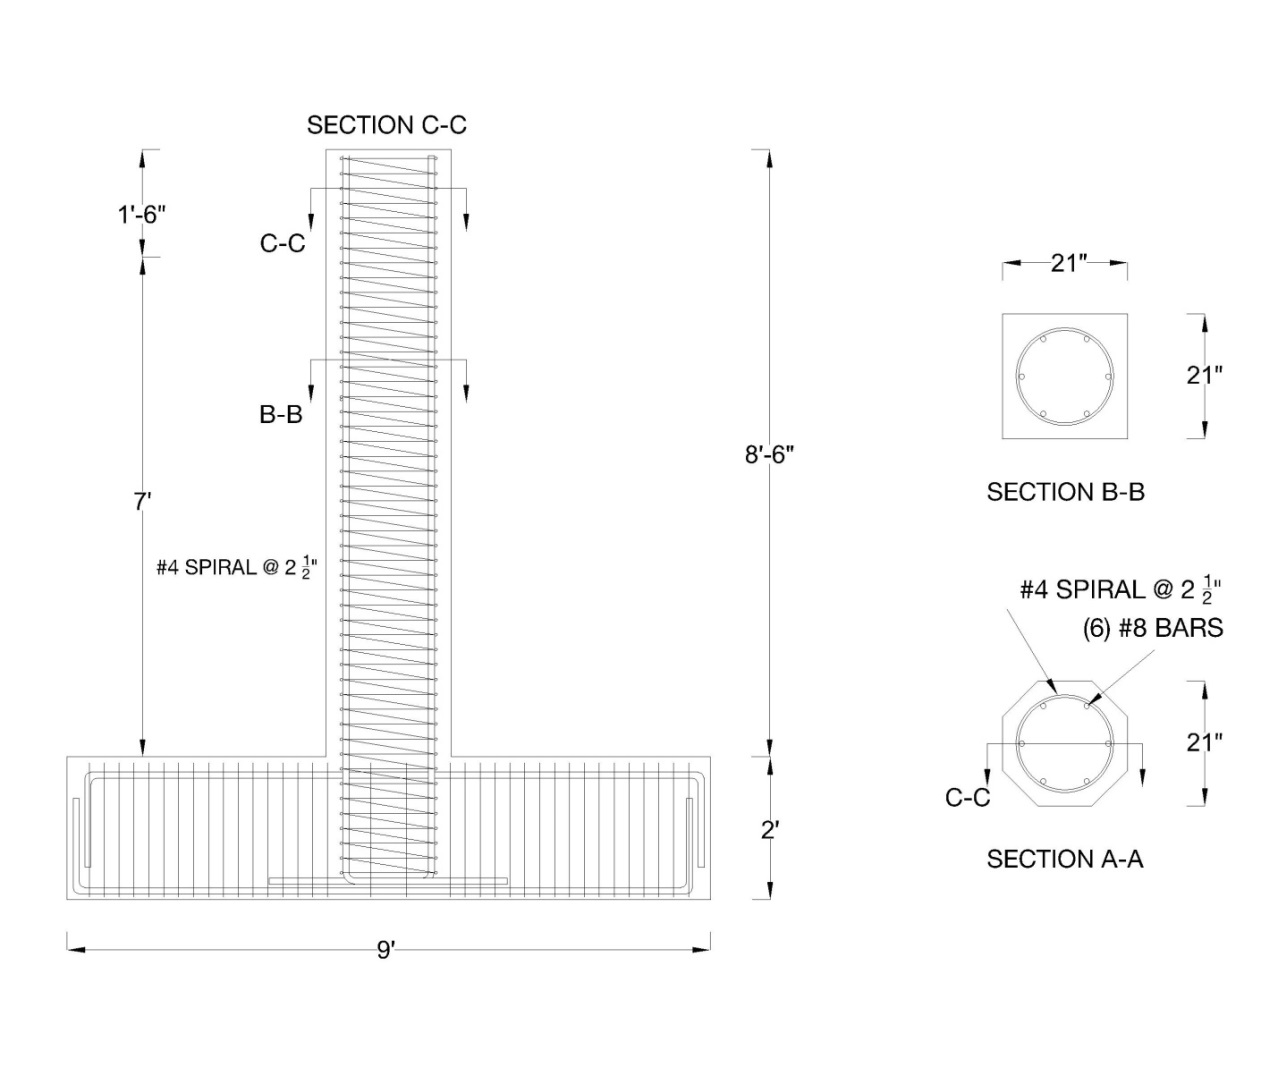 SECTION C-C
1'-6"
C-C
B-B
7'
#4 SPIRAL @ 2 1/2"
8'-6"
2'
9'
21"
21"
SECTION B-B
#4 SPIRAL @ 2 1/2"
(6) #8 BARS
21"
C-C
SECTION A-A